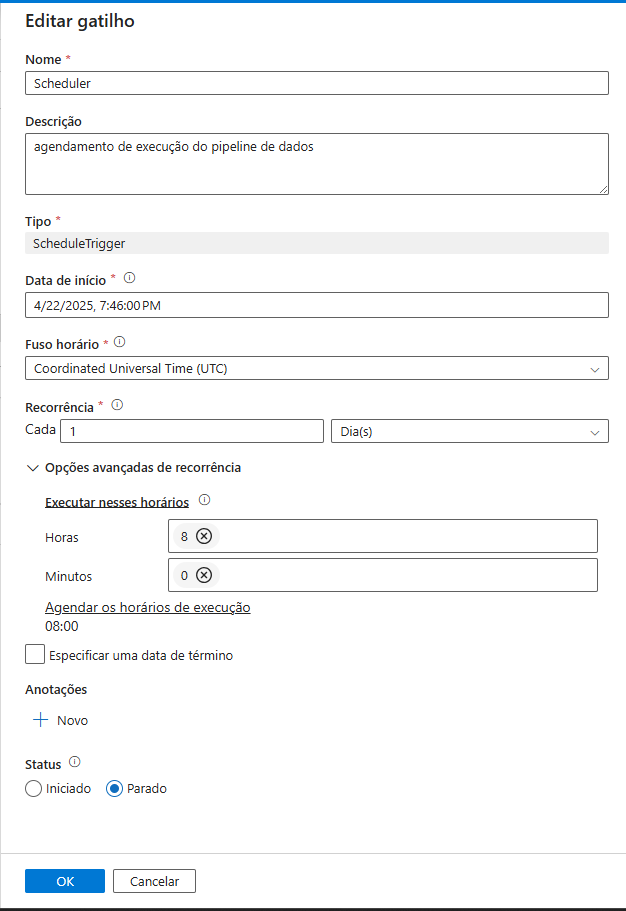 Editar gatilho
Nome *
Scheduler
Descrição
agendamento de execução do pipeline de dados
Tipo *
ScheduleTrigger
Data de início *
4/22/2025, 7:46:00 PM
Fuso horário *
Coordinated Universal Time (UTC)
Recorrência *
Cada 1 Dia(s)
Opções avançadas de recorrência
Executar nesses horários
Horas 8
Minutos 0
Agendar os horários de execução
08:00
Especificar uma data de término
Anotações
Novo
Status
Iniciado Parado
OK Cancelar